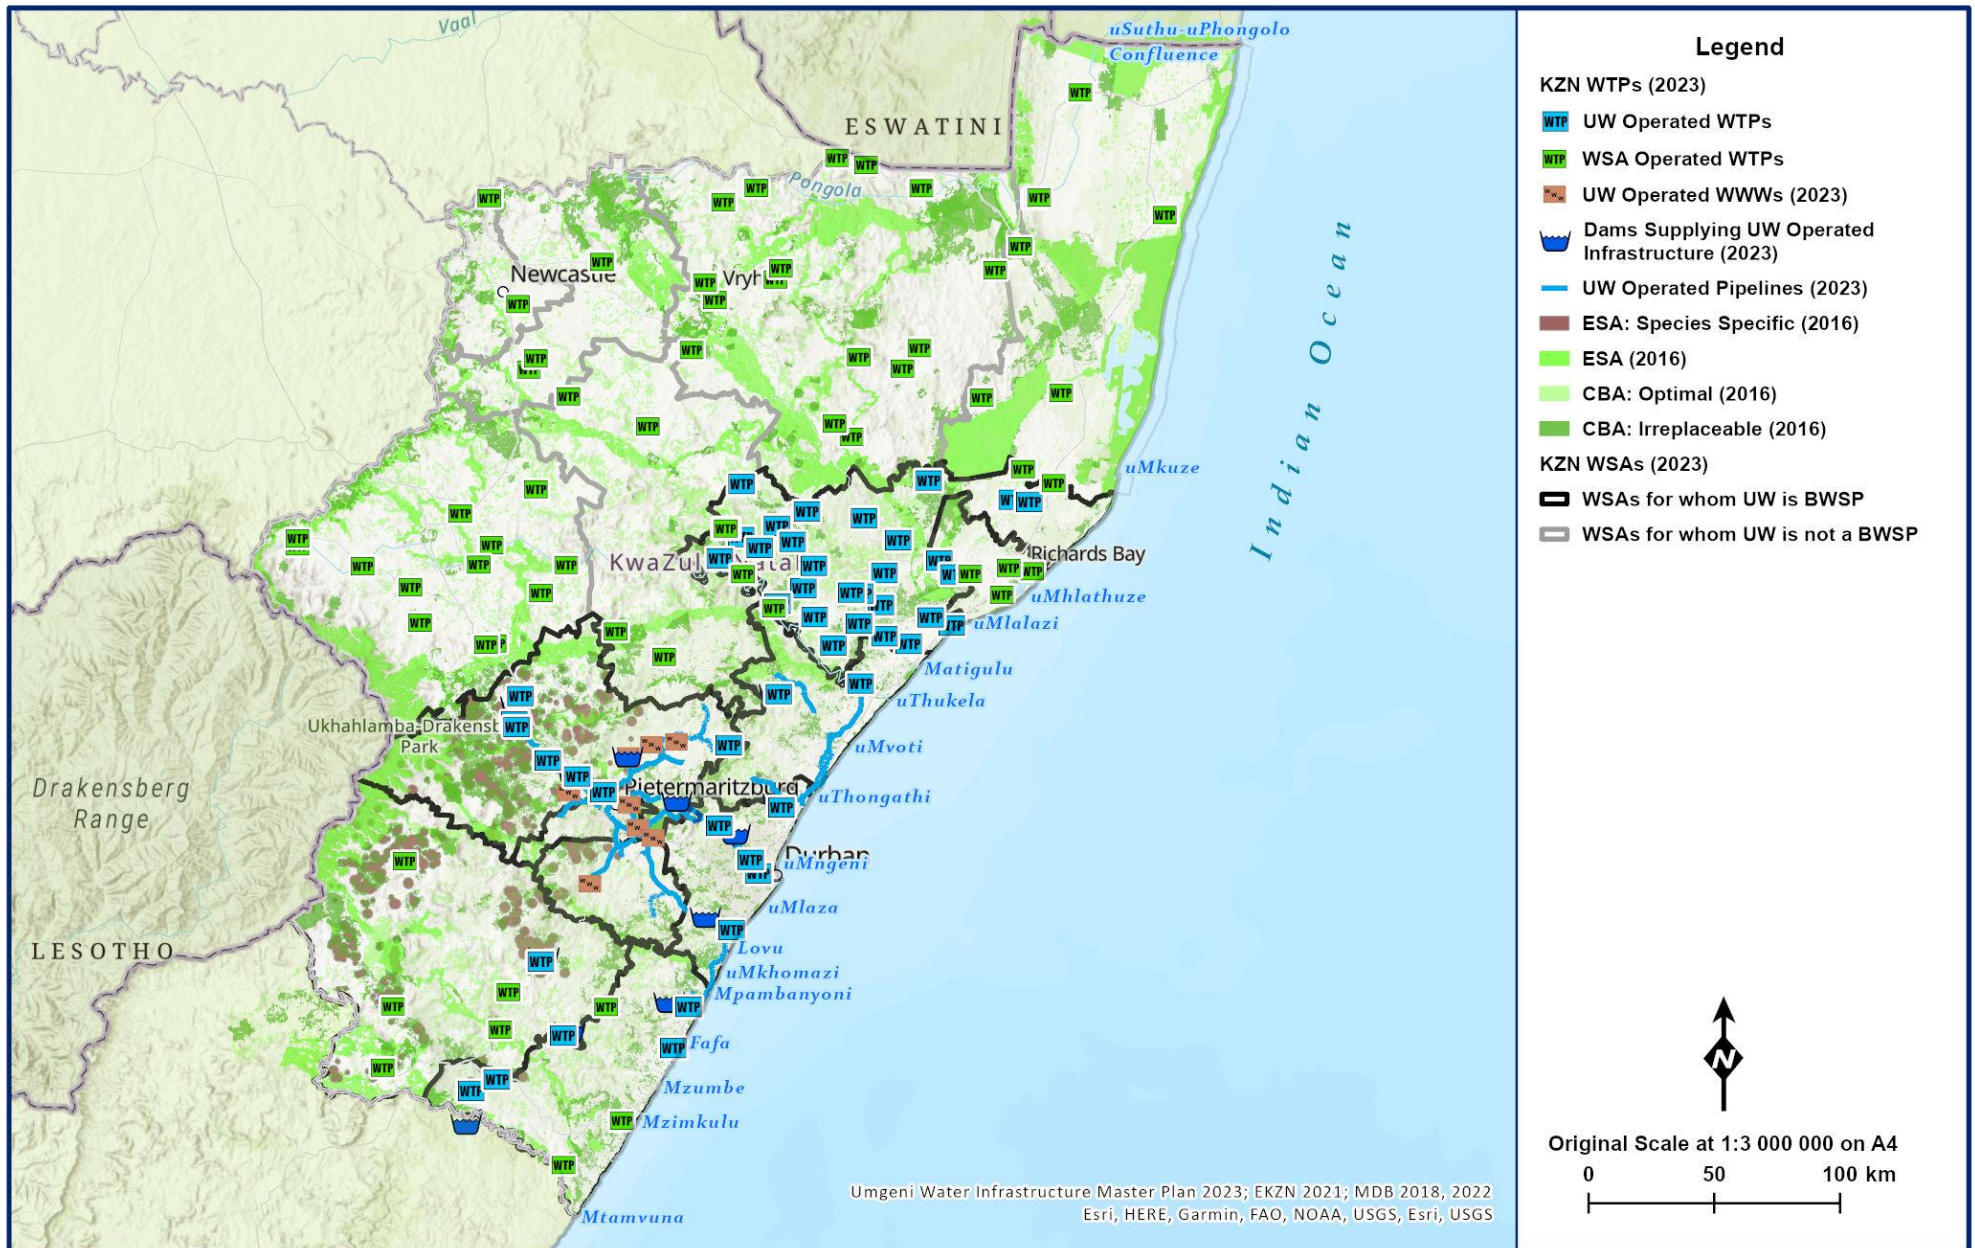 Vaal
uSuthu-uPhongolo
Confluence
ESWATINI
Pongola
Newcastle
Indian Ocean
uMkuze
Richards Bay
uMhlathuze
uMlalazi
Matigulu
uThukela
Park
uMvoti
Pietermaritzburg
uThongathi
Drakensberg
Range
Durban
uMngeni
uMlaza
LESOTHO
Lovu
uMkhomazi
Mpambanyoni
Fafa
Mzumbe
Mzimkulu
Mtamvuna
Umgeni Water Infrastructure Master Plan 2023; EKZN 2021; MDB 2018, 2022
Esri, HERE, Garmin, FAO, NOAA, USGS, Esri, USGS
Legend
KZN WTPs (2023)
WTP UW Operated WTPs
WTP WSA Operated WTPs
www UW Operated WWWs (2023)
Dams Supplying UW Operated
Infrastructure (2023)
UW Operated Pipelines (2023)
ESA: Species Specific (2016)
ESA (2016)
CBA: Optimal (2016)
CBA: Irreplaceable (2016)
KZN WSAs (2023)
WSAs for whom UW is BWSP
WSAs for whom UW is not a BWSP
N
Original Scale at 1:3 000 000 on A4
0 50 100 km